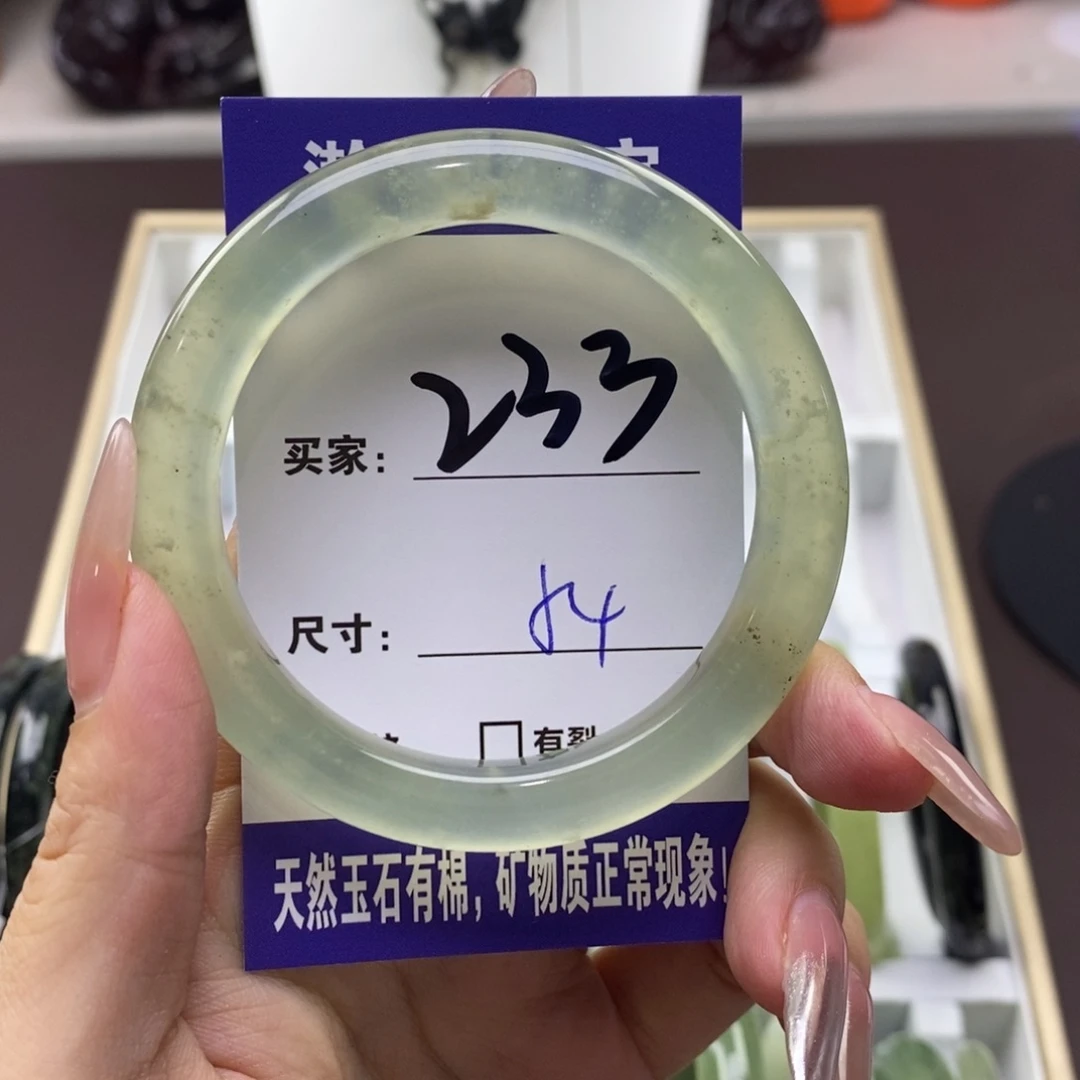 买家: 233
尺寸: 54
□ 有裂
天然玉石有棉, 矿物质正常现象!